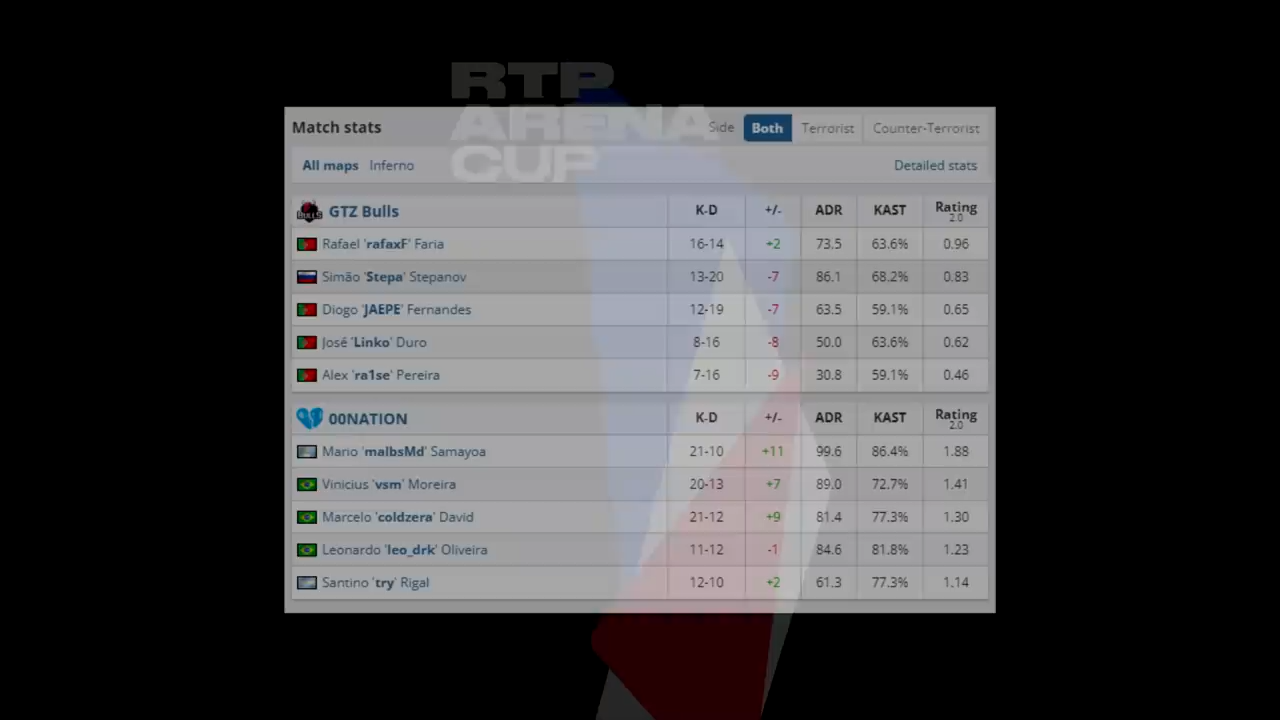 RTP
ARENA
CUP
Match stats Side Both Terrorist Counter-Terrorist
All maps Inferno Detailed stats
BULLS GTZ Bulls K-D +/- ADR KAST Rating 2.0
Rafael 'rafaxF' Faria 16-14 +2 73.5 63.6% 0.96
Simão 'Stepa' Stepanov 13-20 -7 86.1 68.2% 0.83
Diogo 'JAEPE' Fernandes 12-19 -7 63.5 59.1% 0.65
José 'Linko' Duro 8-16 -8 50.0 63.6% 0.62
Alex 'ra1se' Pereira 7-16 -9 30.8 59.1% 0.46
00NATION K-D +/- ADR KAST Rating 2.0
Mario 'malbsMd' Samayoa 21-10 +11 99.6 86.4% 1.88
Vinicius 'vsm' Moreira 20-13 +7 89.0 72.7% 1.41
Marcelo 'coldzera' David 21-12 +9 81.4 77.3% 1.30
Leonardo 'leo_drk' Oliveira 11-12 -1 84.6 81.8% 1.23
Santino 'try' Rigal 12-10 +2 61.3 77.3% 1.14